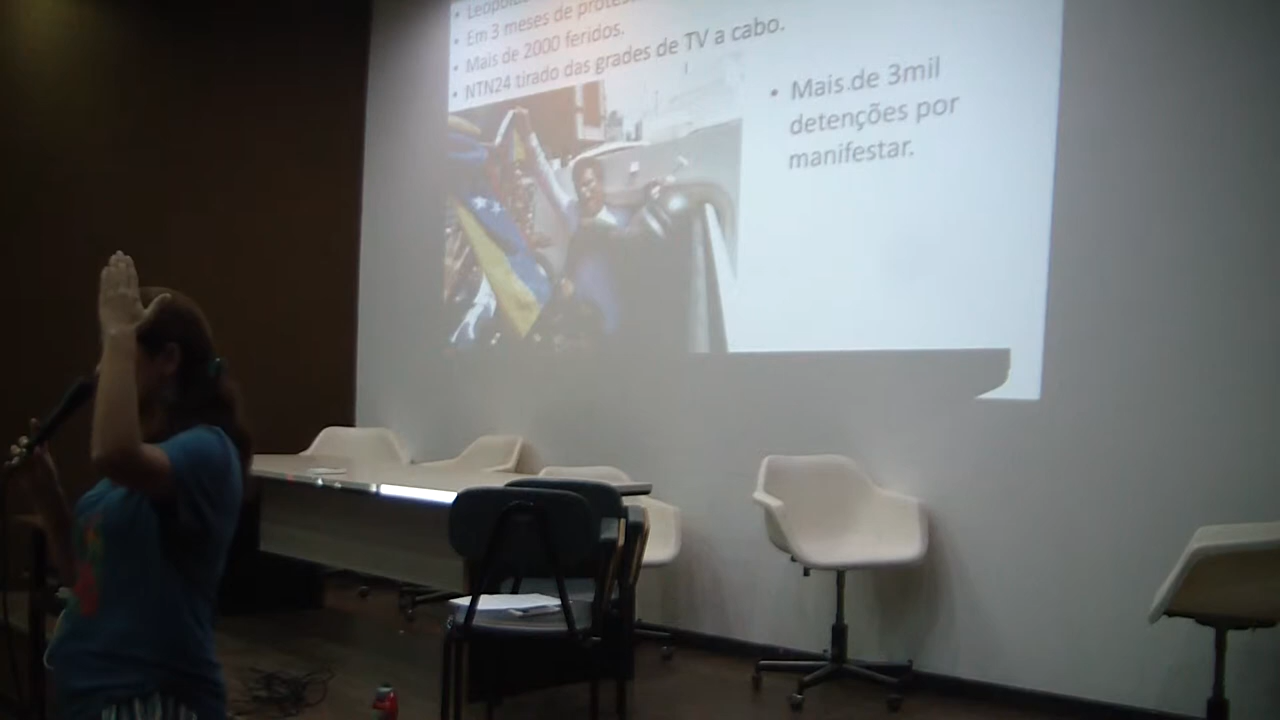 • Em 3 meses de
• Mais de 2000 feridos.
• NTN24 tirado das grades de TV a cabo.
• Mais de 3mil
detenções por
manifestar.